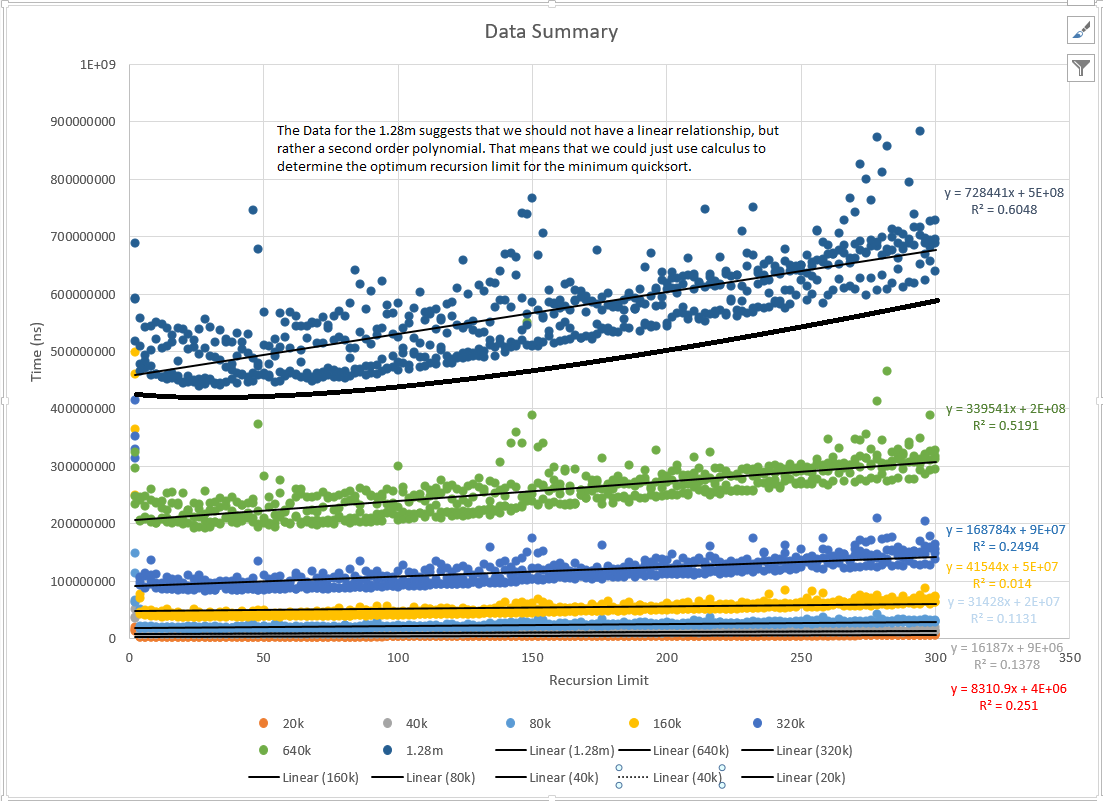 Data Summary
1E+09
900000000
800000000
700000000
600000000
500000000
400000000
300000000
200000000
100000000
0
Time (ns)
The Data for the 1.28m suggests that we should not have a linear relationship, but
rather a second order polynomial. That means that we could just use calculus to
determine the optimum recursion limit for the minimum quicksort.
y = 728441x + 5E+08
R² = 0.6048
y = 339541x + 2E+08
R² = 0.5191
y = 168784x + 9E+07
R² = 0.2494
y = 41544x + 5E+07
R² = 0.014
y = 31428x + 2E+07
R² = 0.1131
y = 16187x + 9E+06
R² = 0.1378
y = 8310.9x + 4E+06
R² = 0.251
0 50 100 150 200 250 300 350
Recursion Limit
20k 40k 80k 160k 320k
640k 1.28m Linear (1.28m) Linear (640k) Linear (320k)
Linear (160k) Linear (80k) Linear (40k) Linear (40k) Linear (20k)